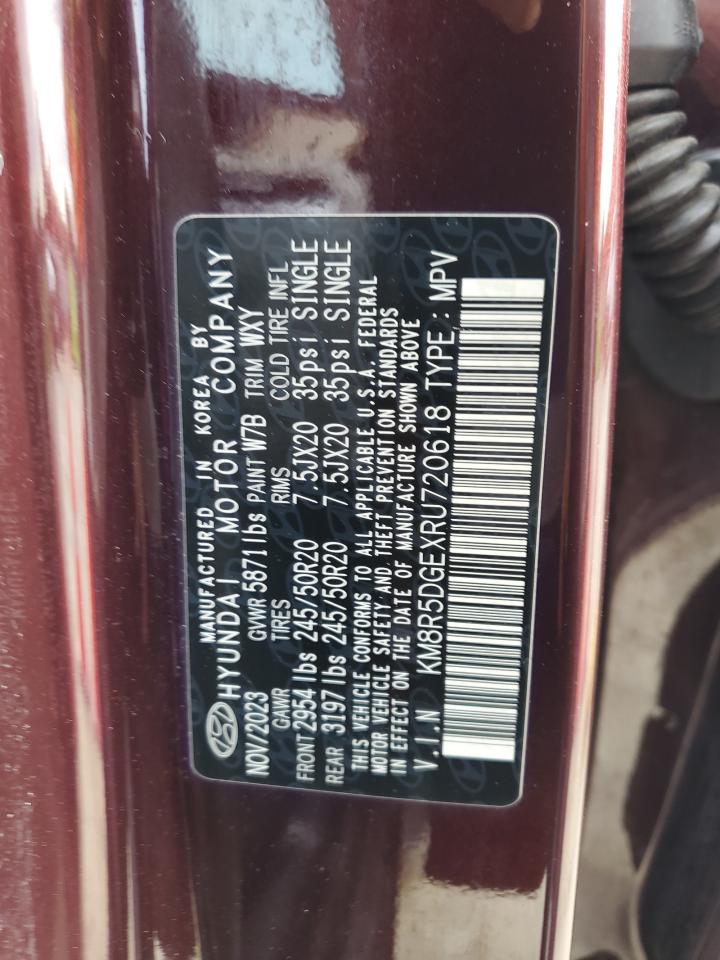 MANUFACTURED IN KOREA BY
HYUNDAI MOTOR COMPANY
NOV/2023 GVWR 5871 lbs PAINT W7B TRIM WXY
GAWR TIRES RIMS COLD TIRE INFL
FRONT 2954 lbs 245/50R20 7.5JX20 35psi SINGLE
REAR 3197 lbs 245/50R20 7.5JX20 35psi SINGLE
THIS VEHICLE CONFORMS TO ALL APPLICABLE U.S.A. FEDERAL
MOTOR VEHICLE SAFETY AND THEFT PREVENTION STANDARDS
IN EFFECT ON THE DATE OF MANUFACTURE SHOWN ABOVE
V.I.N KM8R5DGEXRU720618 TYPE : MPV